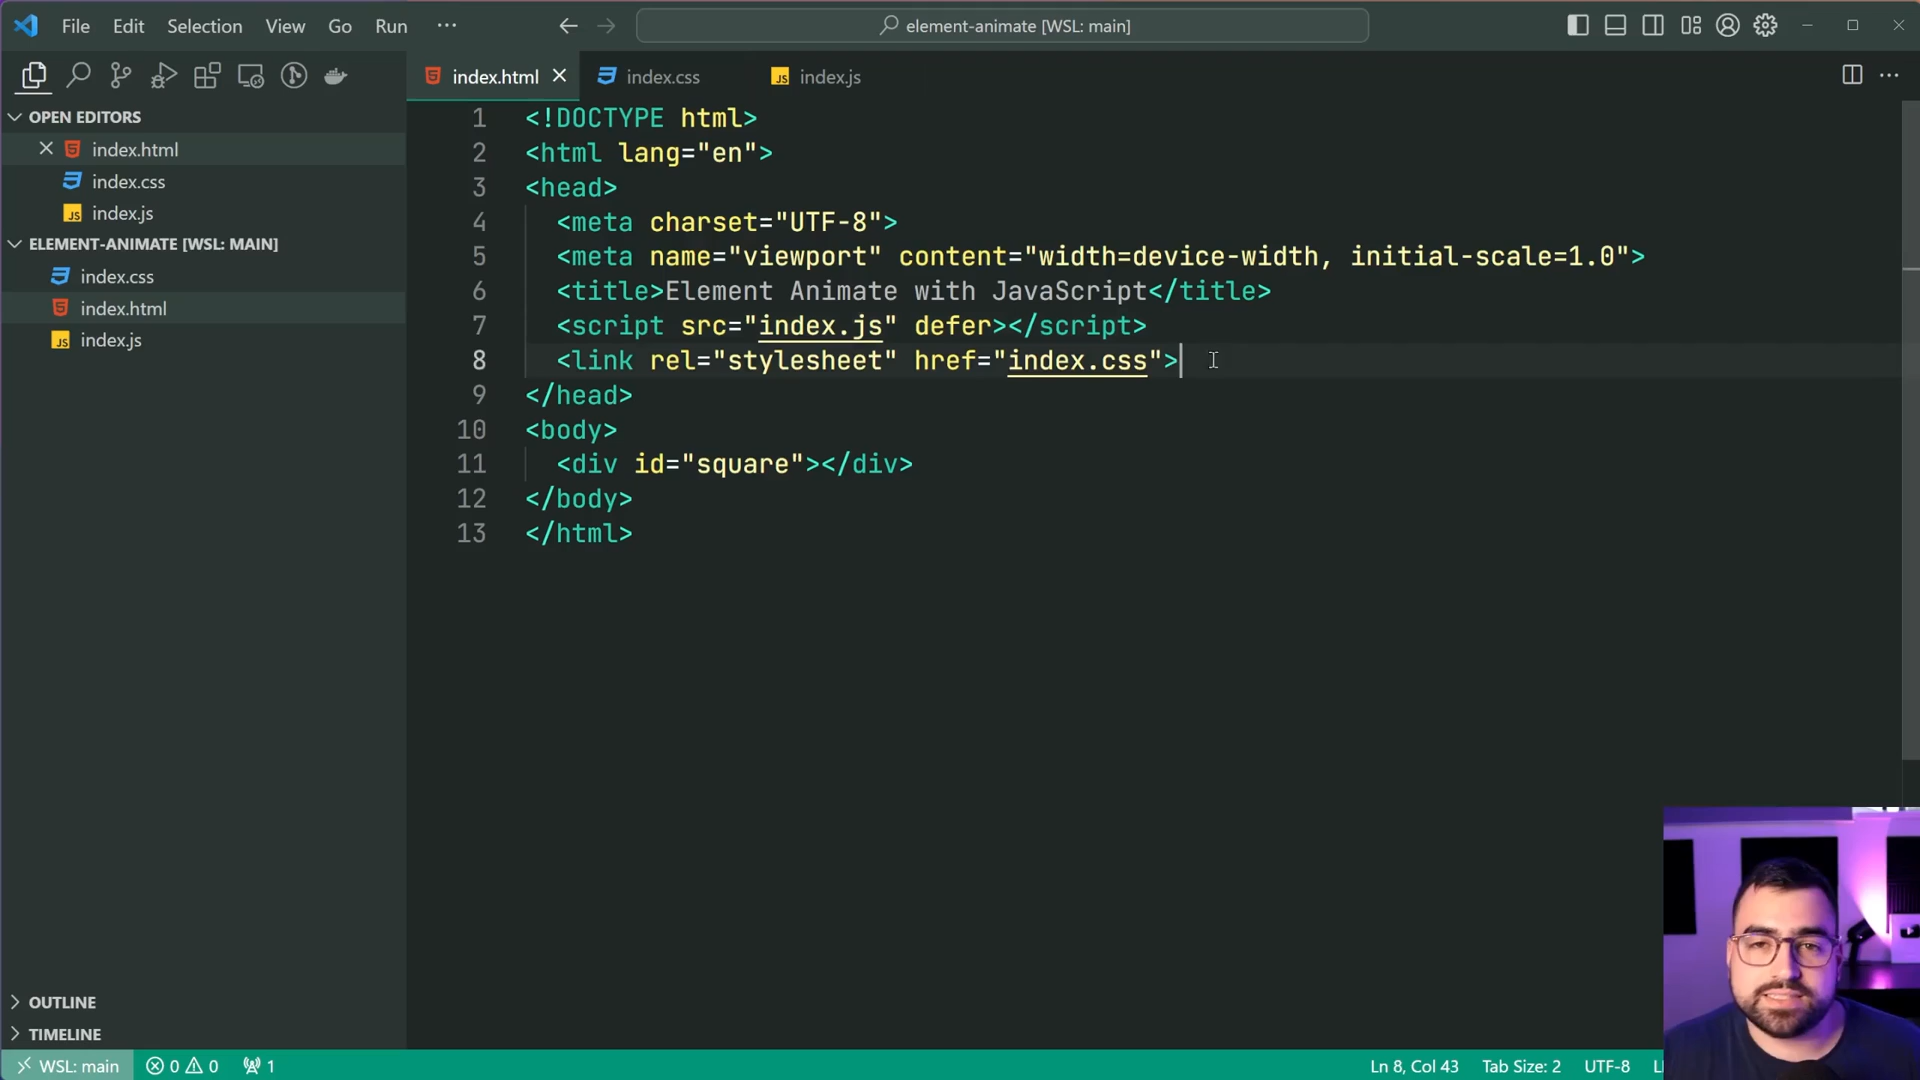 File Edit Selection View Go Run ···
element-animate [WSL: main]
index.html
index.css
index.js
OPEN EDITORS
index.html
index.css
index.js
ELEMENT-ANIMATE [WSL: MAIN]
index.css
index.html
index.js
1 <!DOCTYPE html>
2 <html lang="en">
3 <head>
4 <meta charset="UTF-8">
5 <meta name="viewport" content="width=device-width, initial-scale=1.0">
6 <title>Element Animate with JavaScript</title>
7 <script src="index.js" defer></script>
8 <link rel="stylesheet" href="index.css">
9 </head>
10 <body>
11 <div id="square"></div>
12 </body>
13 </html>
OUTLINE
TIMELINE
WSL: main 0 0 1 Ln 8, Col 43 Tab Size: 2 UTF-8